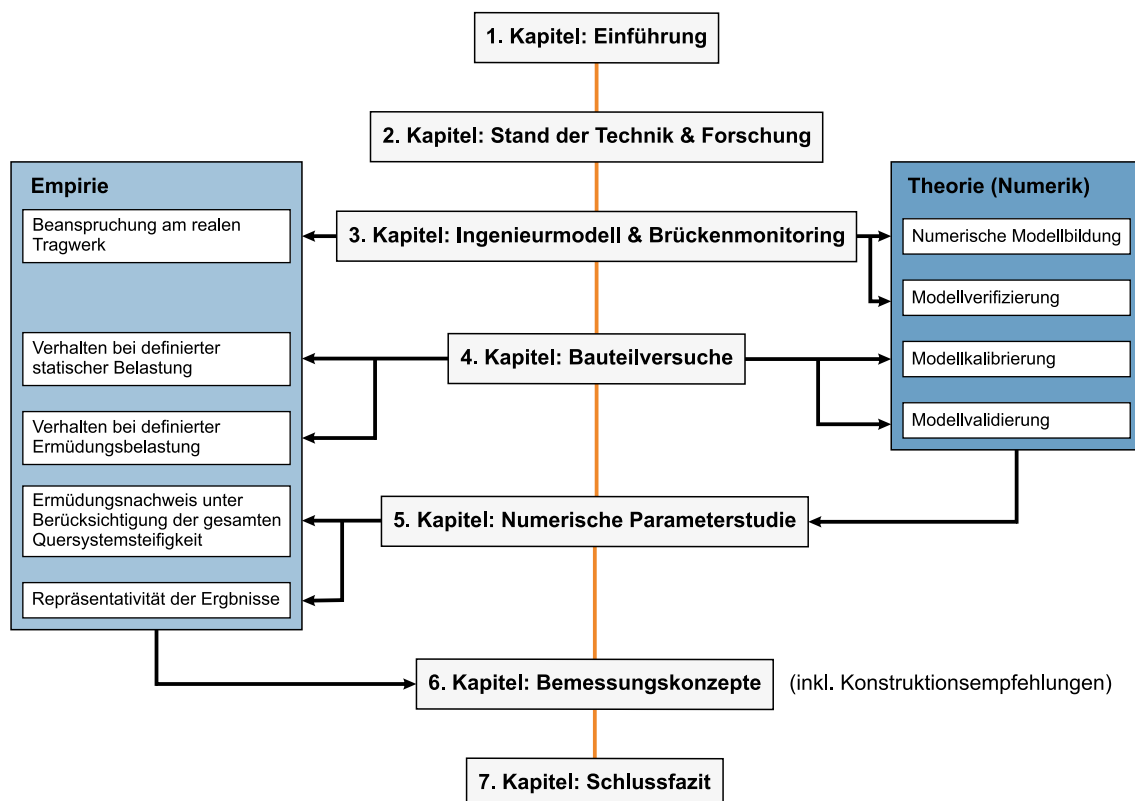 1. Kapitel: Einführung
2. Kapitel: Stand der Technik & Forschung
Empirie
Beanspruchung am realen
Tragwerk
Verhalten bei definierter
statischer Belastung
Verhalten bei definierter
Ermüdungsbelastung
Ermüdungsnachweis unter
Berücksichtigung der gesamten
Quersystemsteifigkeit
Repräsentativität der Ergbnisse
3. Kapitel: Ingenieurmodell & Brückenmonitoring
4. Kapitel: Bauteilversuche
5. Kapitel: Numerische Parameterstudie
Theorie (Numerik)
Numerische Modellbildung
Modellverifizierung
Modellkalibrierung
Modellvalidierung
6. Kapitel: Bemessungskonzepte (inkl. Konstruktionsempfehlungen)
7. Kapitel: Schlussfazit